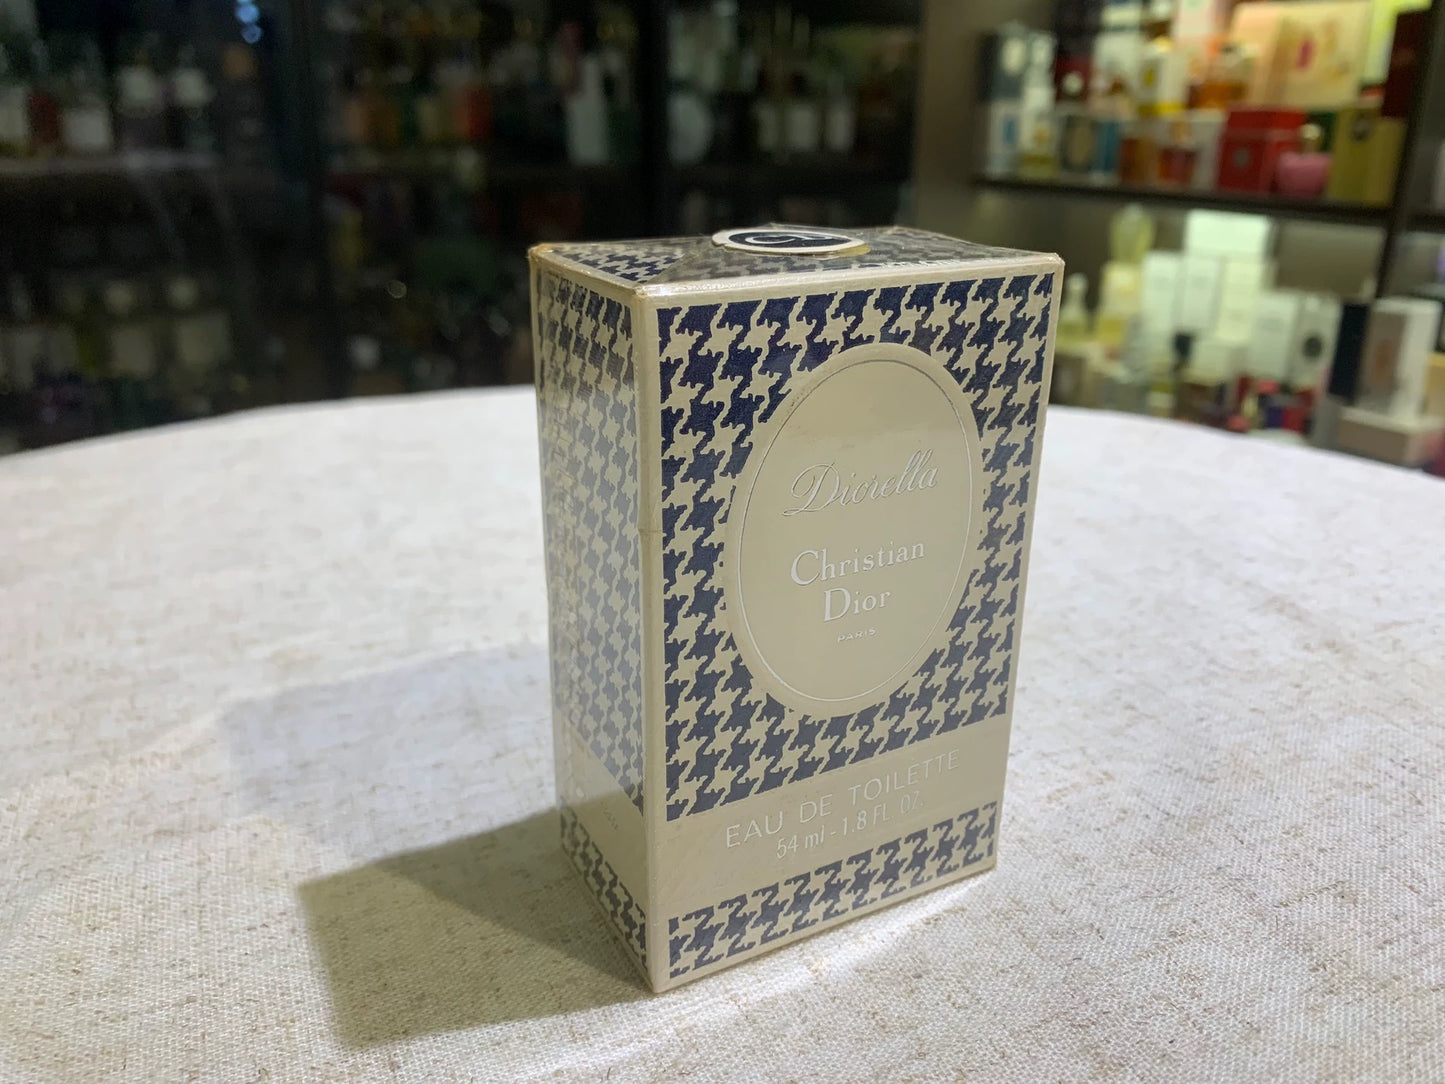 Diorella
Christian
Dior
PARIS
EAU DE TOILETTE
54 ml - 1.8 FL. OZ.